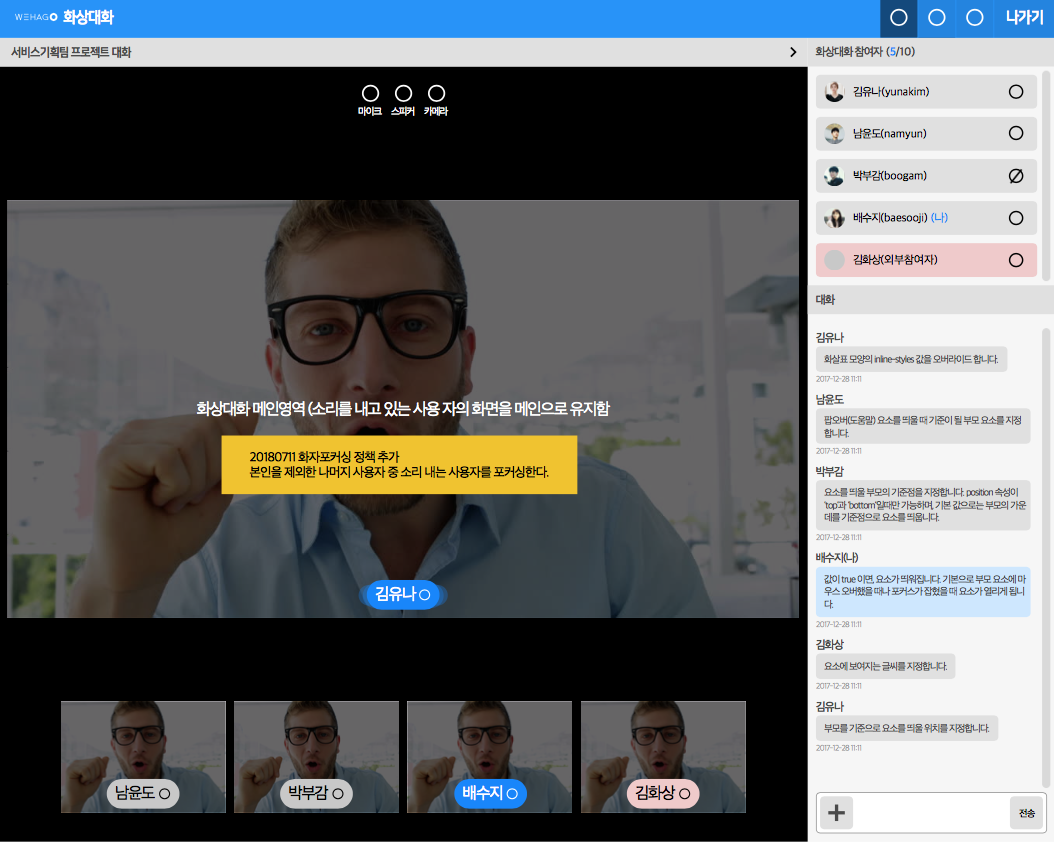 WEHAGO 화상대화
나가기
서비스기획팀 프로젝트 대화
화상대화 참여자 (5/10)
마이크 스피커 카메라
김유나(yunakim)
남윤도(namyun)
박부감(boogam)
배수지(baesooji) (나)
김화상(외부참여자)
화상대화 메인영역 (소리를 내고 있는 사용 자의 화면을 메인으로 유지함
20180711 화자포커싱 정책 추가
본인을 제외한 나머지 사용자 중 소리 내는 사용자를 포커싱한다.
김유나
남윤도
박부감
배수지
김화상
대화
김유나
화살표 모양의 inline-styles 값을 오버라이드 합니다.
2017-12-28 11:11
남윤도
팝오버(도움말) 요소를 띄울 때 기준이 될 부모 요소를 지정
합니다.
2017-12-28 11:11
박부감
요소를 띄울 부모의 기준점을 지정합니다. position 속성이
'top'과 'bottom'일때만 가능하며, 기본 값으로는 부모의 가운
데를 기준점으로 요소를 띄웁니다.
2017-12-28 11:11
배수지(나)
값이 true 이면, 요소가 띄워집니다. 기본으로 부모 요소에 마
우스 오버했을 때나 포커스가 잡혔을 때 요소가 열리게 됩니
다.
2017-12-28 11:11
김화상
요소에 보여지는 글씨를 지정합니다.
2017-12-28 11:11
김유나
부모를 기준으로 요소를 띄울 위치를 지정합니다.
2017-12-28 11:11
전송